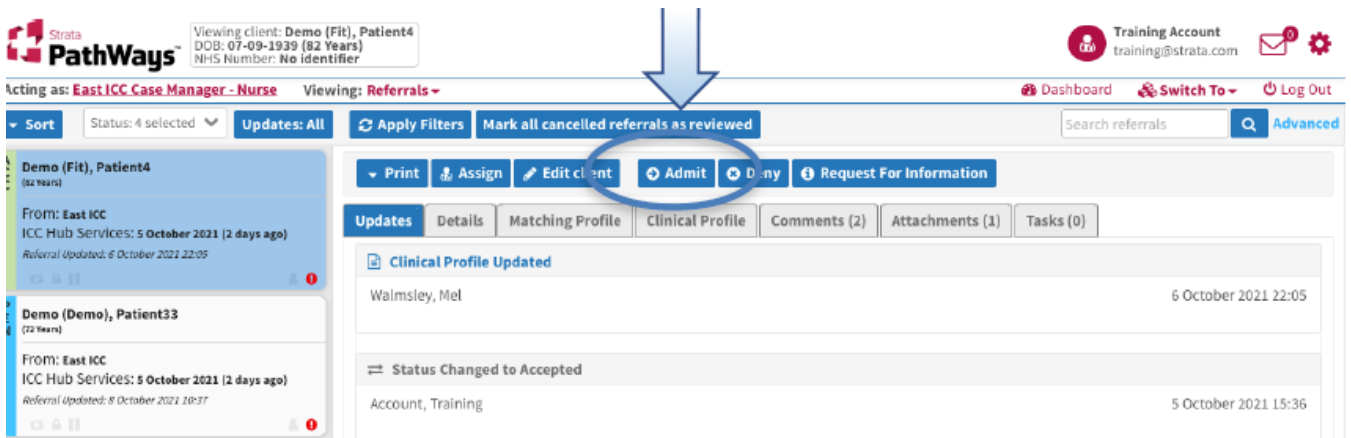 Strata
PathWays™
Viewing client: Demo (Fit), Patient4
DOB: 07-09-1939 (82 Years)
NHS Number: No identifier
Training Account
training@strata.com
0
Acting as: East ICC Case Manager - Nurse
Viewing: Referrals
Dashboard
Switch To
Log Out
Sort
Status: 4 selected
Updates: All
Apply Filters
Mark all cancelled referrals as reviewed
Search referrals
Advanced
Demo (Fit), Patient4
(82 Years)
From: East ICC
ICC Hub Services: 5 October 2021 (2 days ago)
Referral Updated: 6 October 2021 22:05
Demo (Demo), Patient33
(72 Years)
From: East ICC
ICC Hub Services: 5 October 2021 (2 days ago)
Referral Updated: 8 October 2021 10:37
Print
Assign
Edit client
Admit
Deny
Request For Information
Updates
Details
Matching Profile
Clinical Profile
Comments (2)
Attachments (1)
Tasks (0)
Clinical Profile Updated
Walmsley, Mel
6 October 2021 22:05
Status Changed to Accepted
Account, Training
5 October 2021 15:36